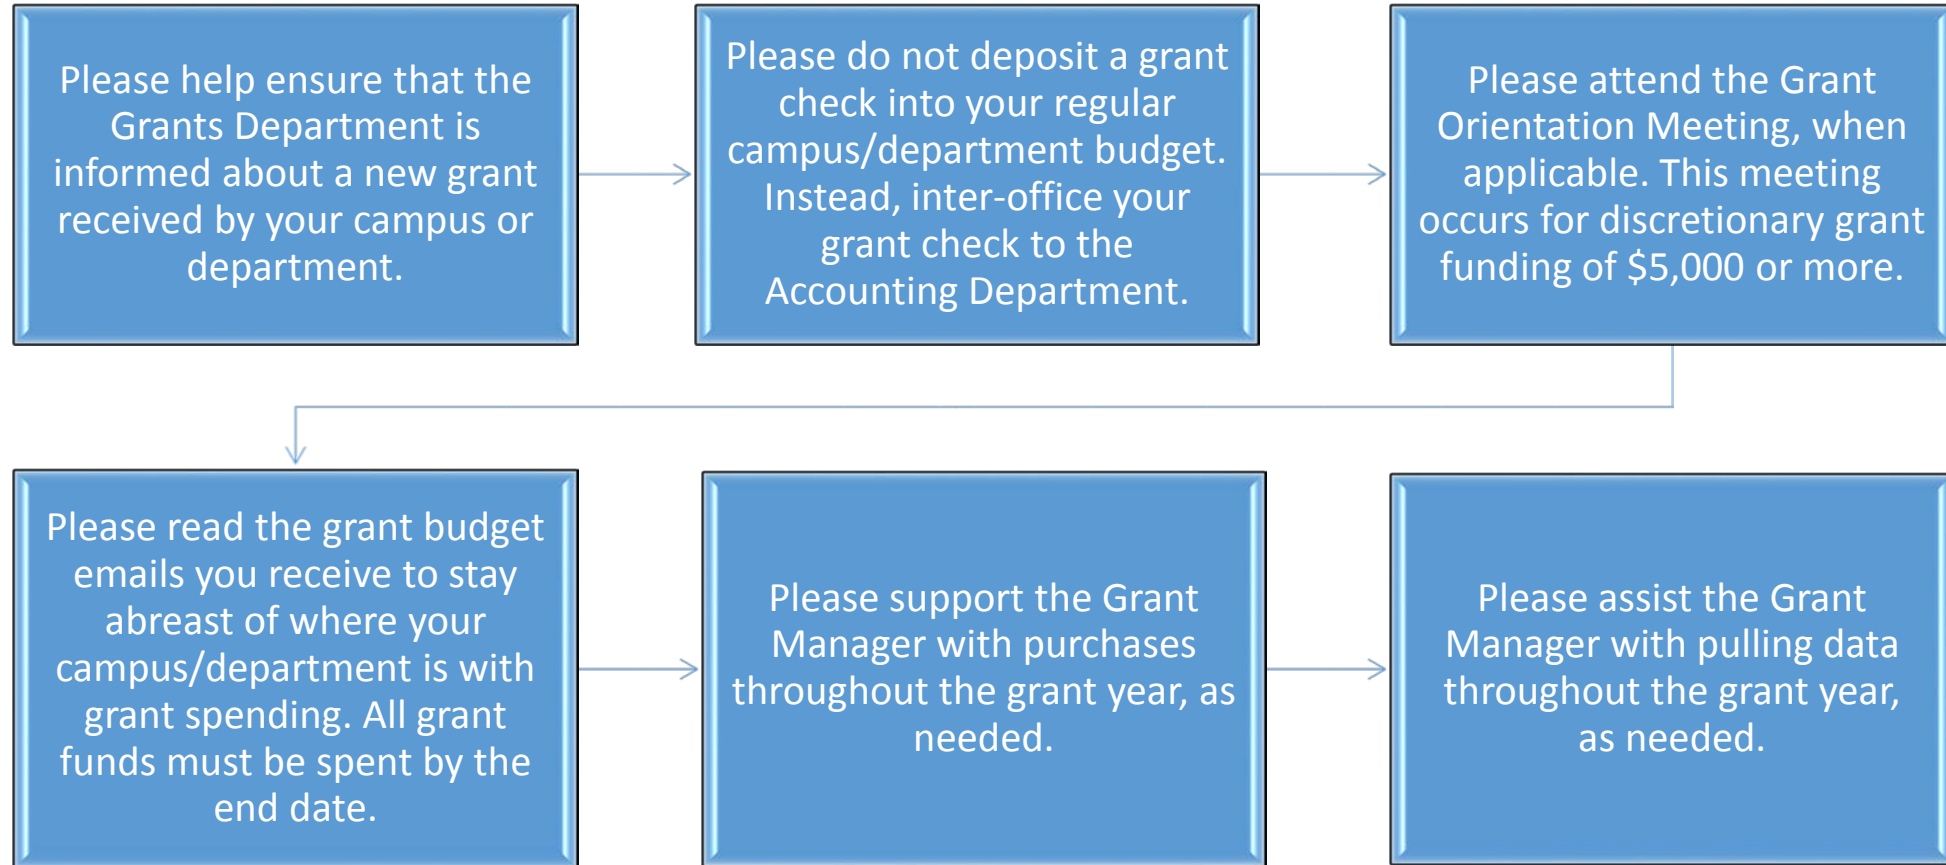 Please help ensure that the
Grants Department is
informed about a new grant
received by your campus or
department.
Please do not deposit a grant
check into your regular
campus/department budget.
Instead, inter-office your
grant check to the
Accounting Department.
Please attend the Grant
Orientation Meeting, when
applicable. This meeting
occurs for discretionary grant
funding of $5,000 or more.
Please read the grant budget
emails you receive to stay
abreast of where your
campus/department is with
grant spending. All grant
funds must be spent by the
end date.
Please support the Grant
Manager with purchases
throughout the grant year, as
needed.
Please assist the Grant
Manager with pulling data
throughout the grant year,
as needed.